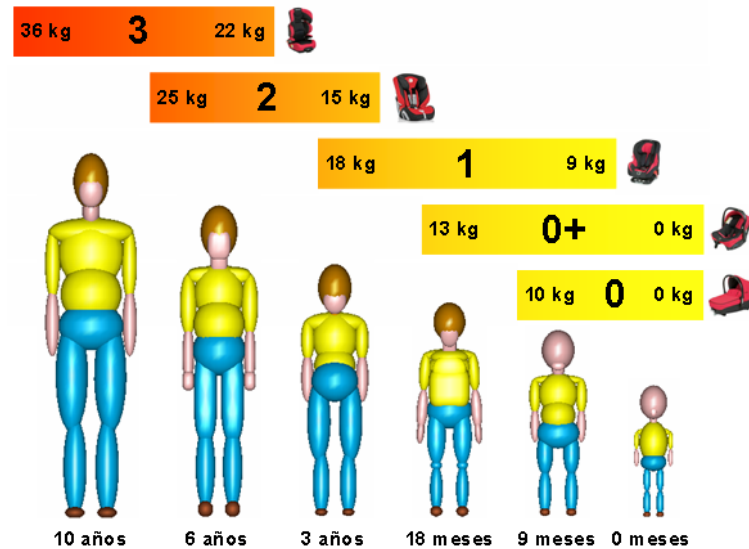 36 kg 3 22 kg
25 kg 2 15 kg
18 kg 1 9 kg
13 kg 0+ 0 kg
10 kg 0 0 kg
10 años 6 años 3 años 18 meses 9 meses 0 meses